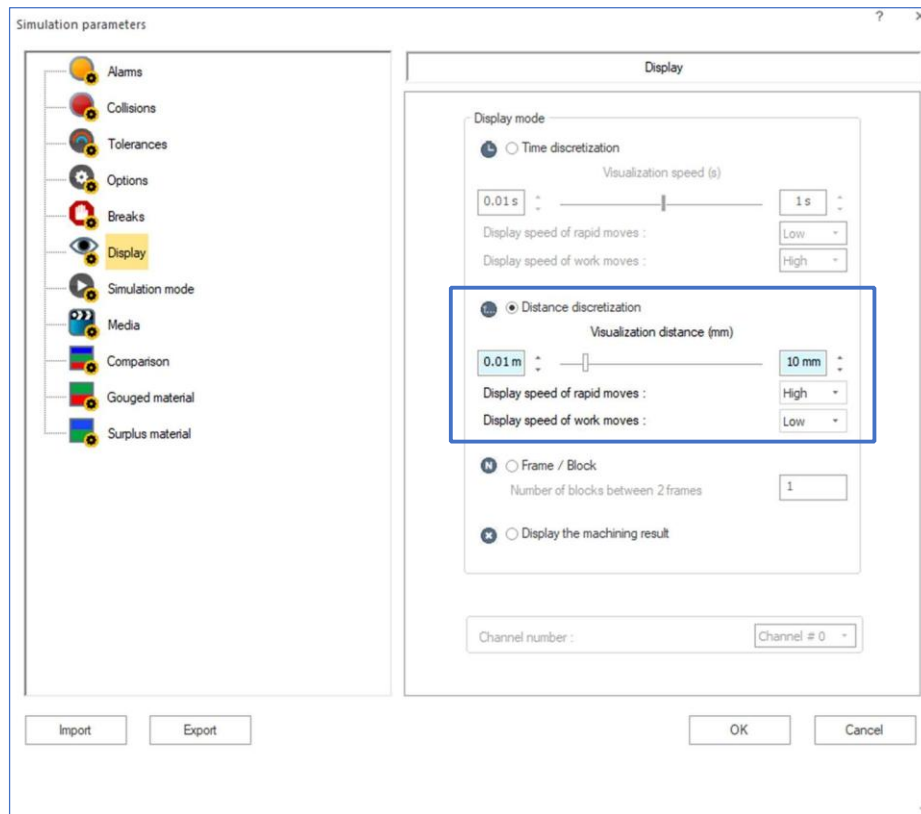 Simulation parameters
?
Alarms
Collisions
Tolerances
Options
Breaks
Display
Simulation mode
Media
Comparison
Gouged material
Surplus material
Import
Export
Display
Display mode
Time discretization
Visualization speed (s)
0.01 s
1 s
Display speed of rapid moves :
Low
Display speed of work moves :
High
Distance discretization
Visualization distance (mm)
0.01 m
10 mm
Display speed of rapid moves :
High
Display speed of work moves :
Low
N
Frame / Block
Number of blocks between 2 frames
1
Display the machining result
Channel number :
Channel # 0
OK
Cancel